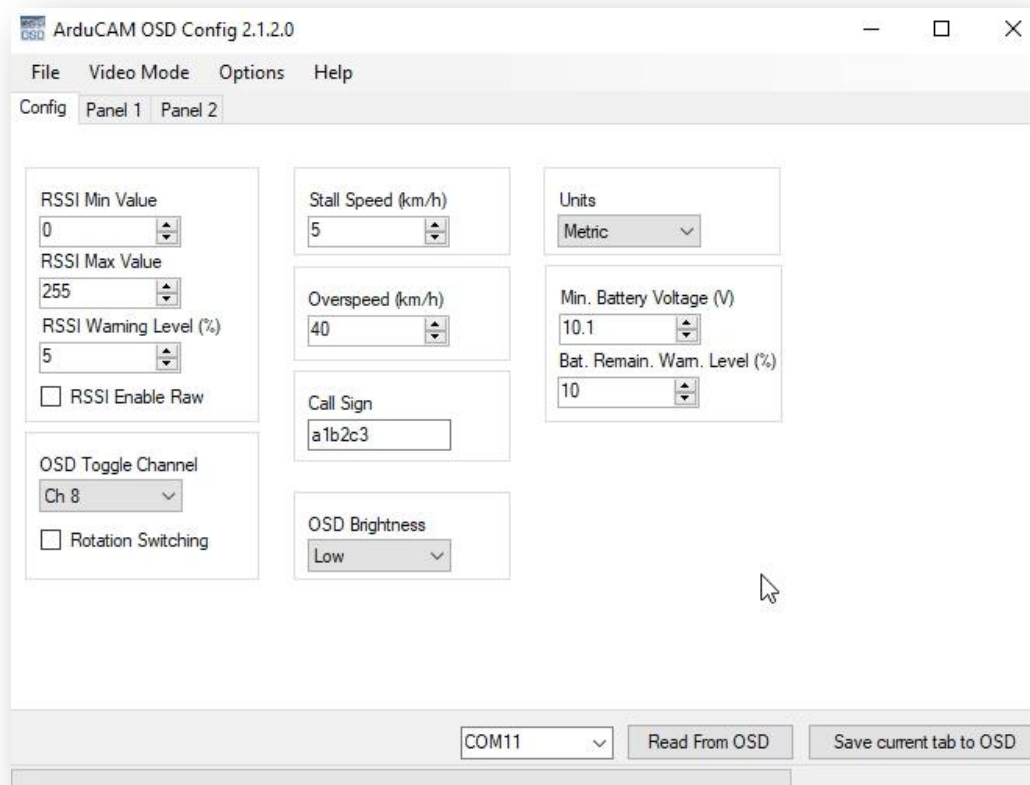 ArduCAM OSD Config 2.1.2.0
File Video Mode Options Help
Config Panel 1 Panel 2
RSSI Min Value
0
RSSI Max Value
255
RSSI Warning Level (%)
5
RSSI Enable Raw
OSD Toggle Channel
Ch 8
Rotation Switching
Stall Speed (km/h)
5
Overspeed (km/h)
40
Call Sign
a1b2c3
OSD Brightness
Low
Units
Metric
Min. Battery Voltage (V)
10.1
Bat. Remain. Warn. Level (%)
10
COM11 Read From OSD Save current tab to OSD